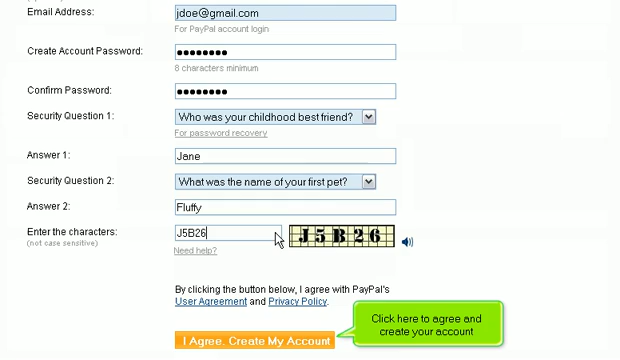 Email Address:
jdoe@gmail.com
For PayPal account login
Create Account Password:
●●●●●●●●
8 characters minimum
Confirm Password:
●●●●●●●●
Security Question 1:
Who was your childhood best friend?
For password recovery
Answer 1:
Jane
Security Question 2:
What was the name of your first pet?
Answer 2:
Fluffy
Enter the characters:
J5B26
J5B26
(not case sensitive)
Need help?
By clicking the button below, I agree with PayPal's
User Agreement and Privacy Policy.
I Agree. Create My Account
Click here to agree and
create your account